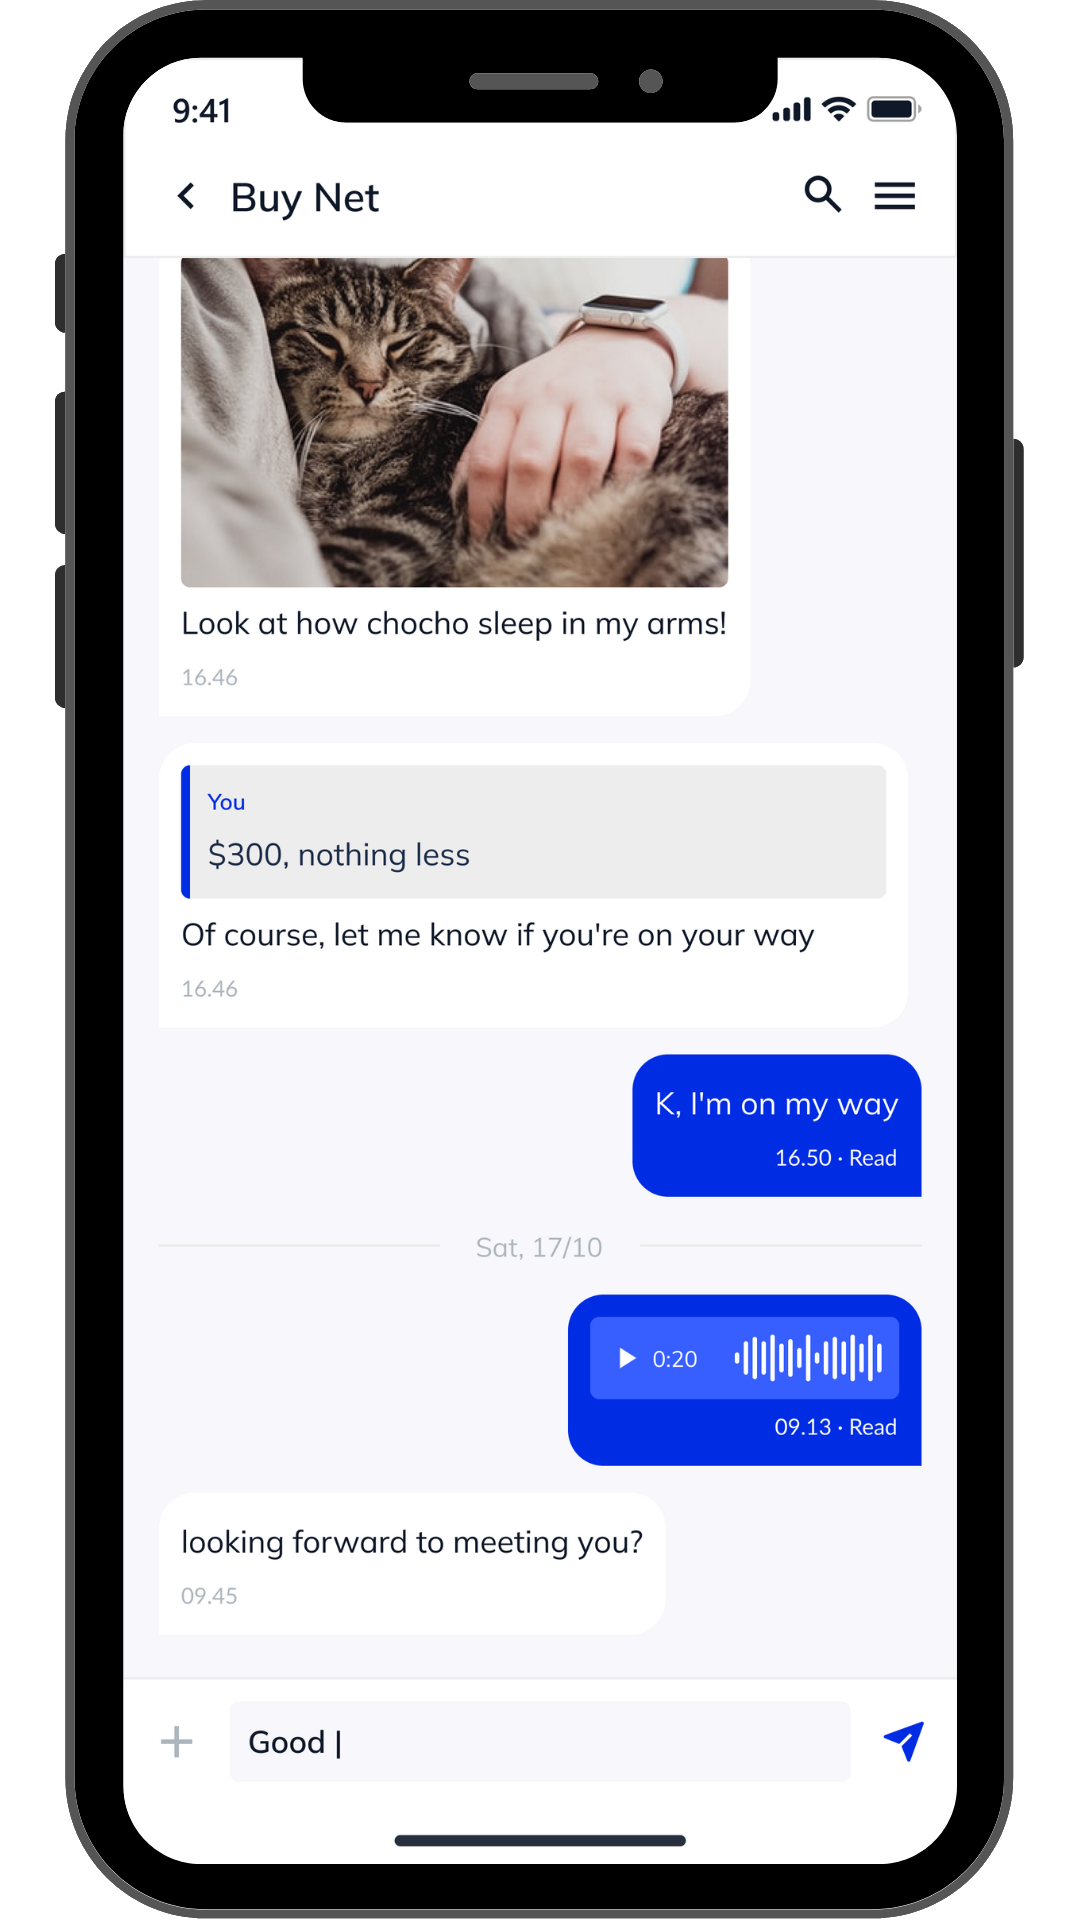 9:41
Buy Net
Look at how chocho sleep in my arms!
16.46
You
$300, nothing less
Of course, let me know if you're on your way
16.46
K, I'm on my way
16.50 · Read
Sat, 17/10
0:20
09.13 · Read
looking forward to meeting you?
09.45
Good |